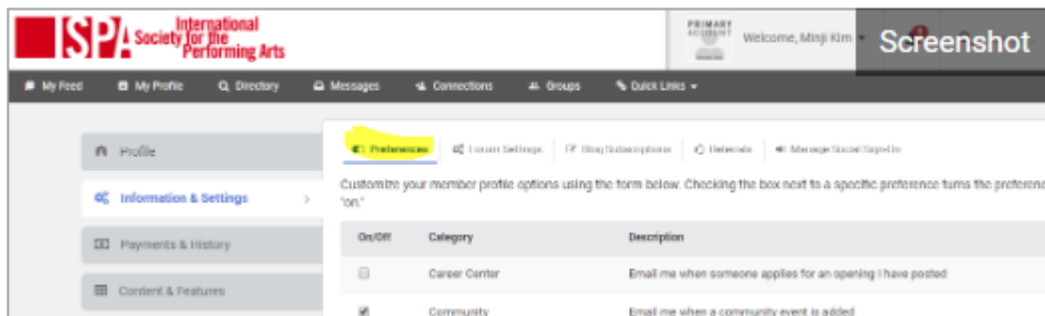 ISPA International Society for the Performing Arts
PRIMARY ACCOUNT
Welcome, Minji Kim
Screenshot
My Feed My Profile Directory Messages Connections Groups Quick Links
Profile
Information & Settings
Payments & History
Content & Features
Preferences Forum Settings Blog Subscriptions Referrals Manage Social Sign-On
Customize your member profile options using the form below. Checking the box next to a specific preference turns the preference
"on."
On/Off Category Description
Career Center Email me when someone applies for an opening I have posted
Community Email me when a community event is added